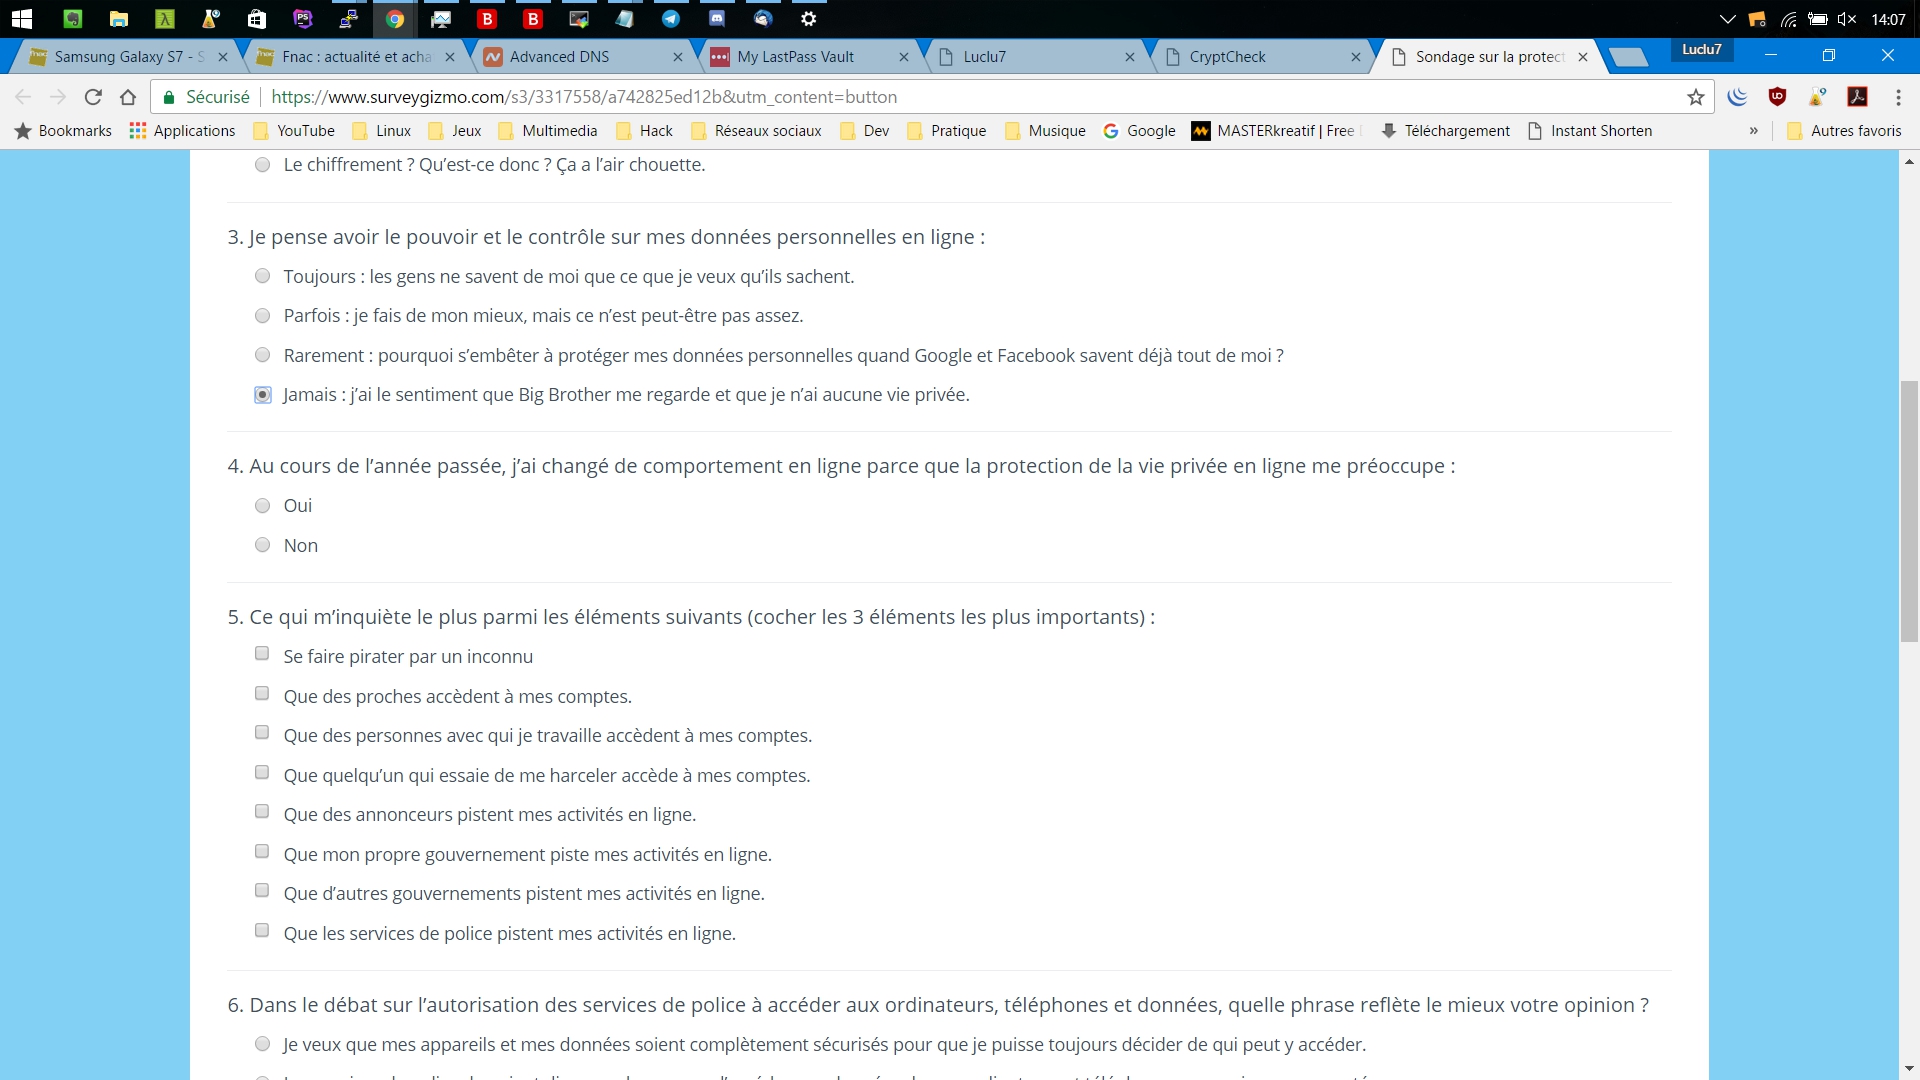 14:07
Samsung Galaxy S7 - S
Fnac : actualité et acha
Advanced DNS
My LastPass Vault
Luclu7
CryptCheck
Sondage sur la protect
Luclu7
Sécurisé
https://www.surveygizmo.com/s3/3317558/a742825ed12b&utm_content=button
Bookmarks
Applications
YouTube
Linux
Jeux
Multimedia
Hack
Réseaux sociaux
Dev
Pratique
Musique
Google
MASTERkreatif | Free
Téléchargement
Instant Shorten
»
Autres favoris
Le chiffrement ? Qu’est-ce donc ? Ça a l’air chouette.
3. Je pense avoir le pouvoir et le contrôle sur mes données personnelles en ligne :
Toujours : les gens ne savent de moi que ce que je veux qu’ils sachent.
Parfois : je fais de mon mieux, mais ce n’est peut-être pas assez.
Rarement : pourquoi s’embêter à protéger mes données personnelles quand Google et Facebook savent déjà tout de moi ?
Jamais : j’ai le sentiment que Big Brother me regarde et que je n’ai aucune vie privée.
4. Au cours de l’année passée, j’ai changé de comportement en ligne parce que la protection de la vie privée en ligne me préoccupe :
Oui
Non
5. Ce qui m’inquiète le plus parmi les éléments suivants (cocher les 3 éléments les plus importants) :
Se faire pirater par un inconnu
Que des proches accèdent à mes comptes.
Que des personnes avec qui je travaille accèdent à mes comptes.
Que quelqu’un qui essaie de me harceler accède à mes comptes.
Que des annonceurs pistent mes activités en ligne.
Que mon propre gouvernement piste mes activités en ligne.
Que d’autres gouvernements pistent mes activités en ligne.
Que les services de police pistent mes activités en ligne.
6. Dans le débat sur l’autorisation des services de police à accéder aux ordinateurs, téléphones et données, quelle phrase reflète le mieux votre opinion ?
Je veux que mes appareils et mes données soient complètement sécurisés pour que je puisse toujours décider de qui peut y accéder.